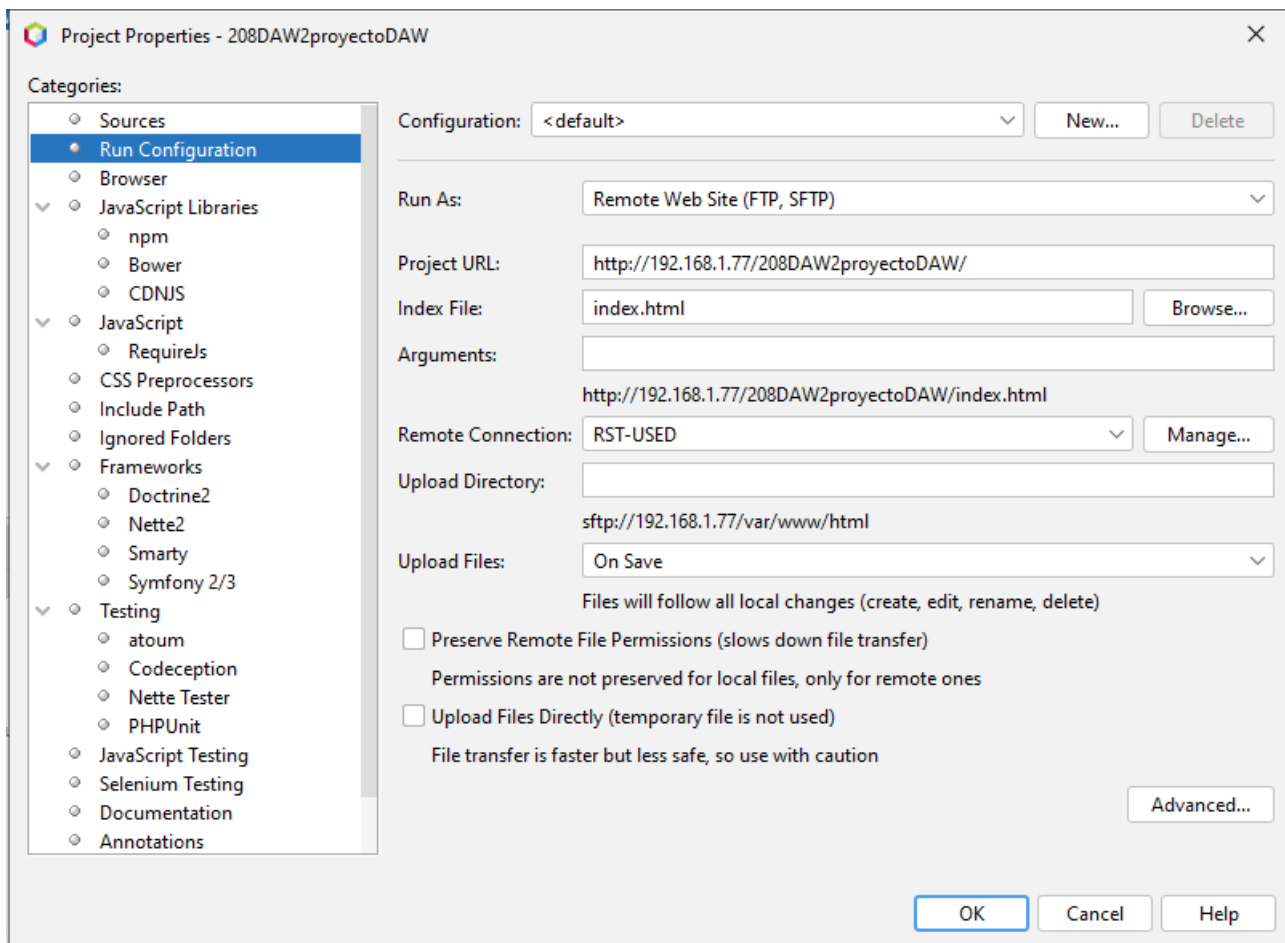 Project Properties - 208DAW2proyectoDAW
Categories:
Sources
Run Configuration
Browser
JavaScript Libraries
npm
Bower
CDNJS
JavaScript
RequireJs
CSS Preprocessors
Include Path
Ignored Folders
Frameworks
Doctrine2
Nette2
Smarty
Symfony 2/3
Testing
atoum
Codeception
Nette Tester
PHPUnit
JavaScript Testing
Selenium Testing
Documentation
Annotations
Configuration: <default> New... Delete
Run As: Remote Web Site (FTP, SFTP)
Project URL: http://192.168.1.77/208DAW2proyectoDAW/
Index File: index.html Browse...
Arguments:
http://192.168.1.77/208DAW2proyectoDAW/index.html
Remote Connection: RST-USED Manage...
Upload Directory:
sftp://192.168.1.77/var/www/html
Upload Files: On Save
Files will follow all local changes (create, edit, rename, delete)
Preserve Remote File Permissions (slows down file transfer)
Permissions are not preserved for local files, only for remote ones
Upload Files Directly (temporary file is not used)
File transfer is faster but less safe, so use with caution
Advanced...
OK Cancel Help